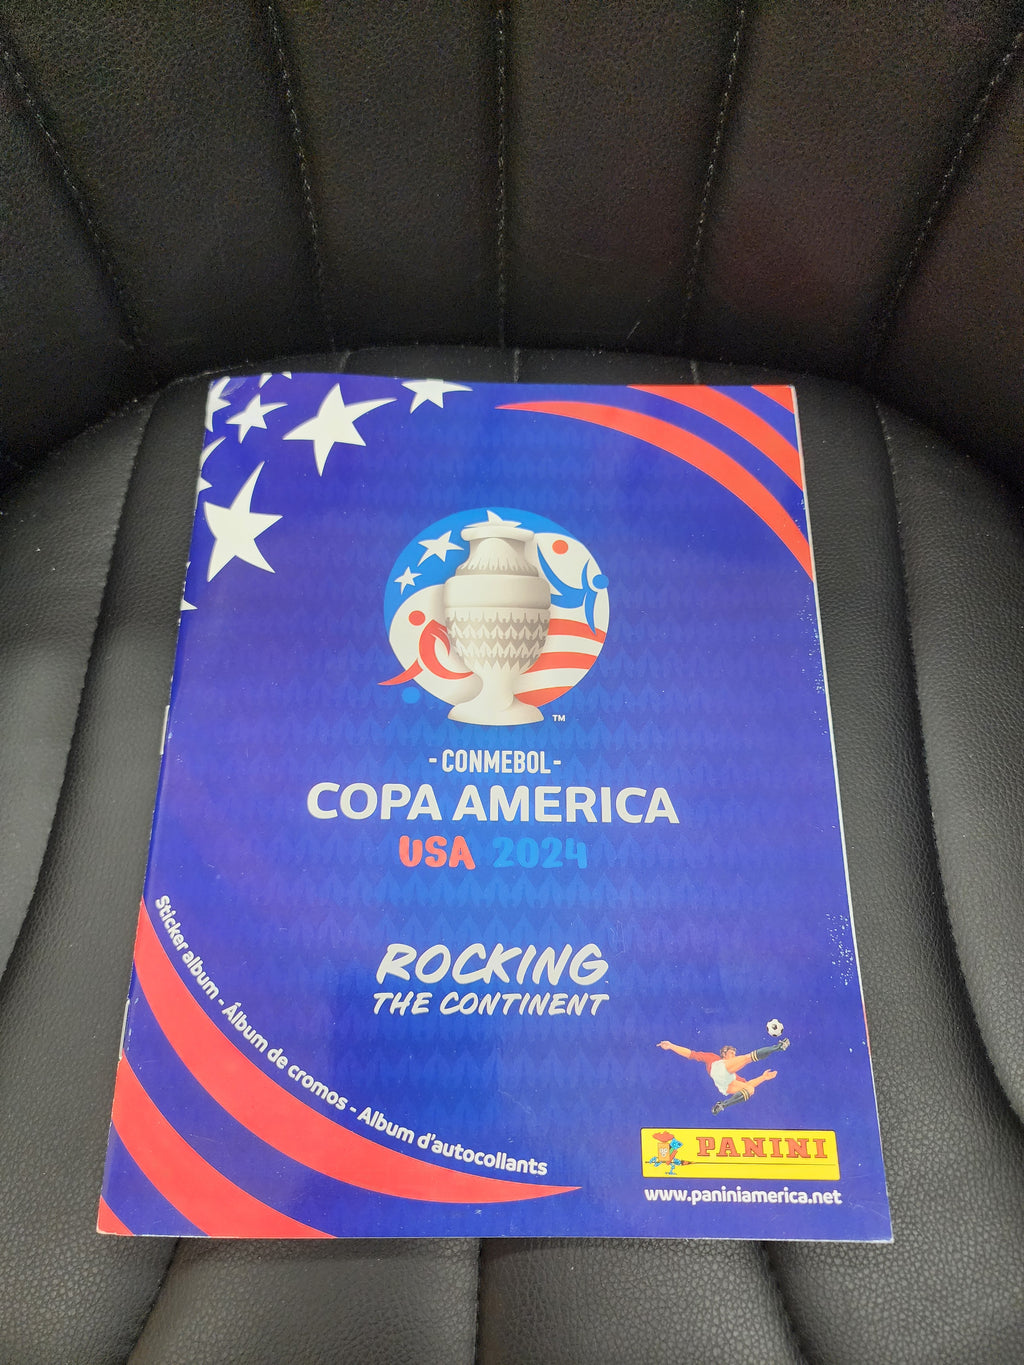 TM
- CONMEBOL -
COPA AMERICA
USA 2024
ROCKING
THE CONTINENT
Sticker album - Álbum de cromos - Album d'autocollants
PANINI
www.paniniamerica.net